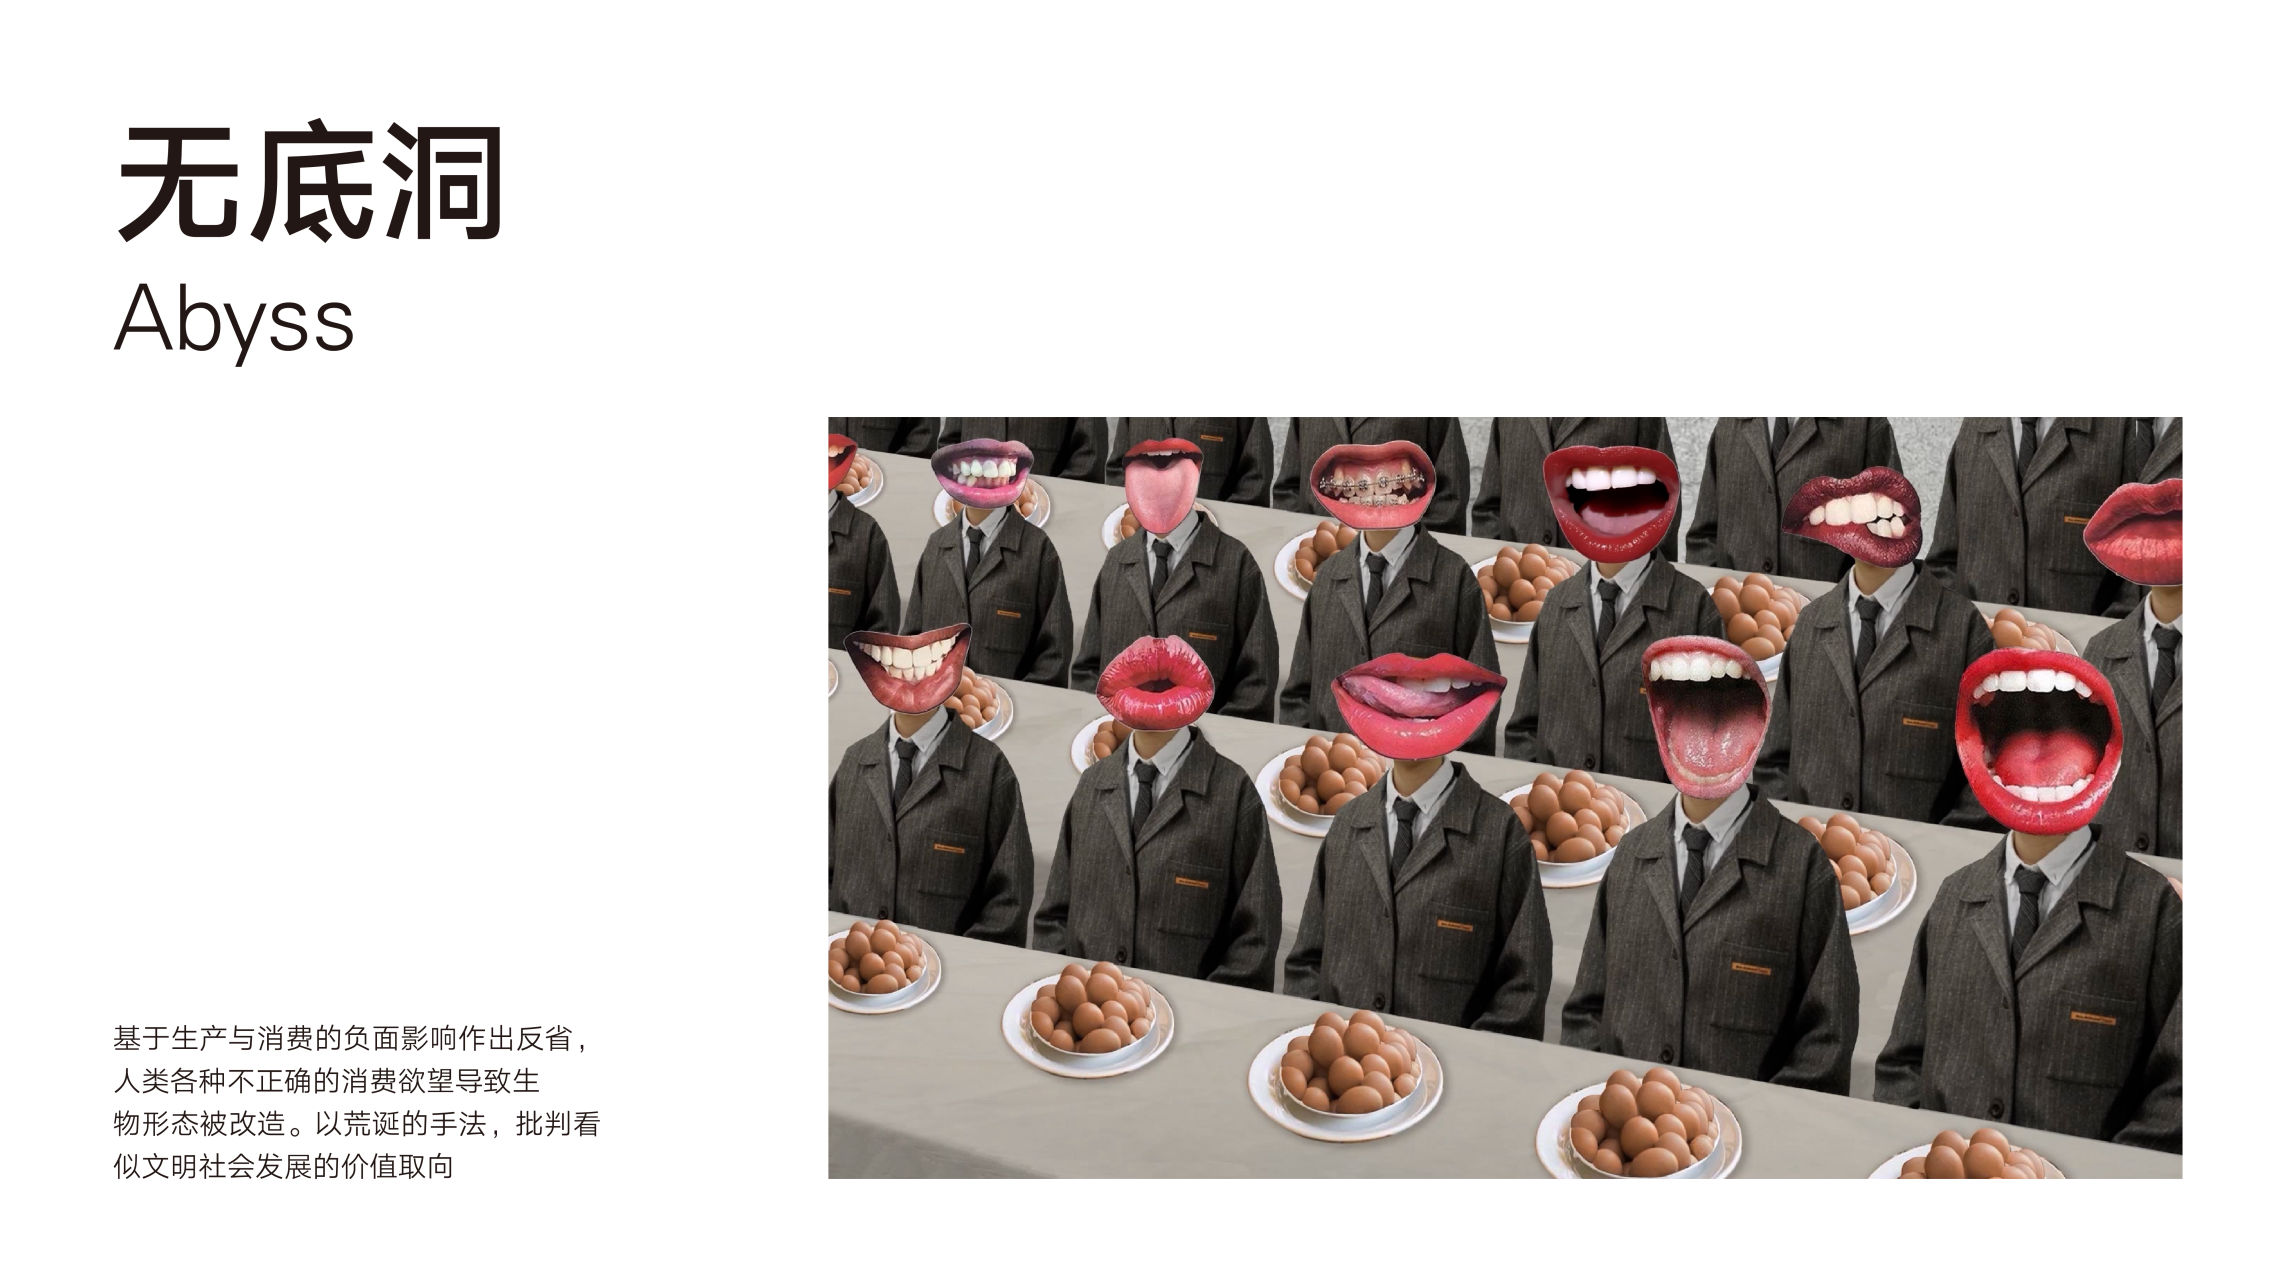 无底洞
Abyss
基于生产与消费的负面影响作出反省，
人类各种不正确的消费欲望导致生
物形态被改造。以荒诞的手法，批判看
似文明社会发展的价值取向